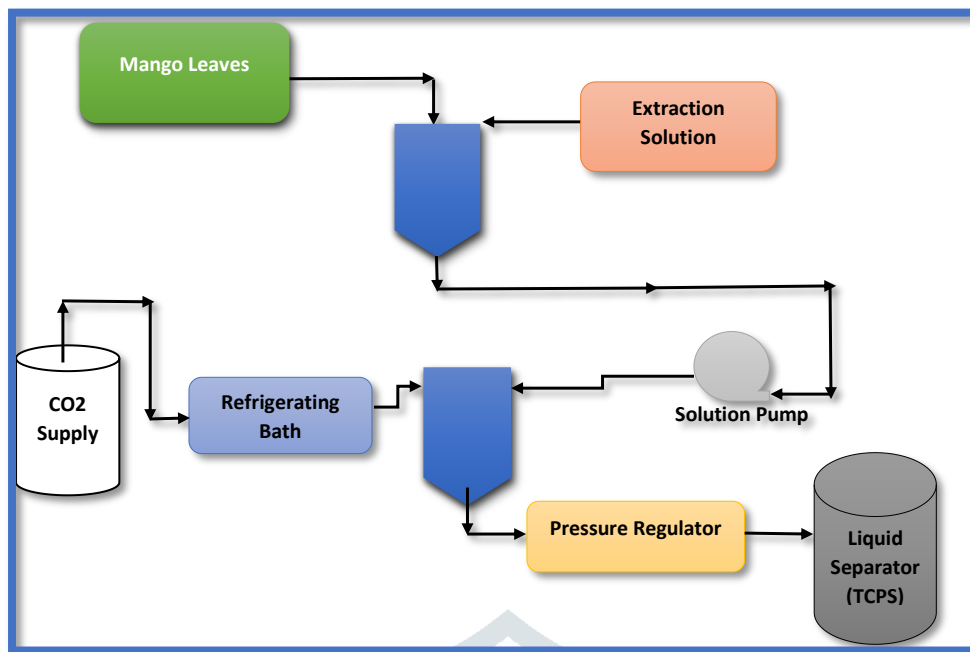 Mango Leaves
Extraction
Solution
CO2
Supply
Refrigerating
Bath
Solution Pump
Pressure Regulator
Liquid
Separator
(TCPS)